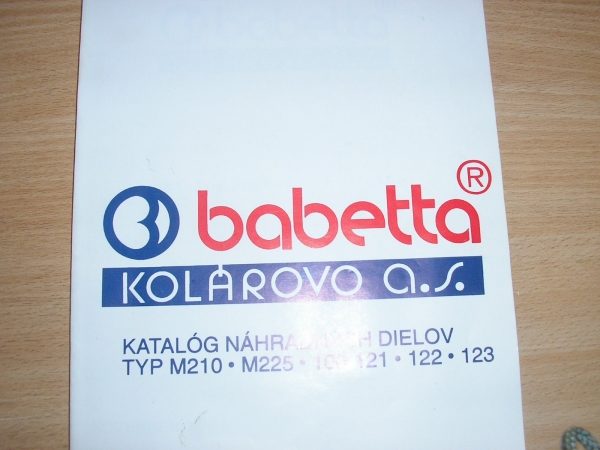 babetta ®
KOLÁROVO a.s.
KATALÓG DIELOV
TYP M210 • M225 • 121 • 122 • 123